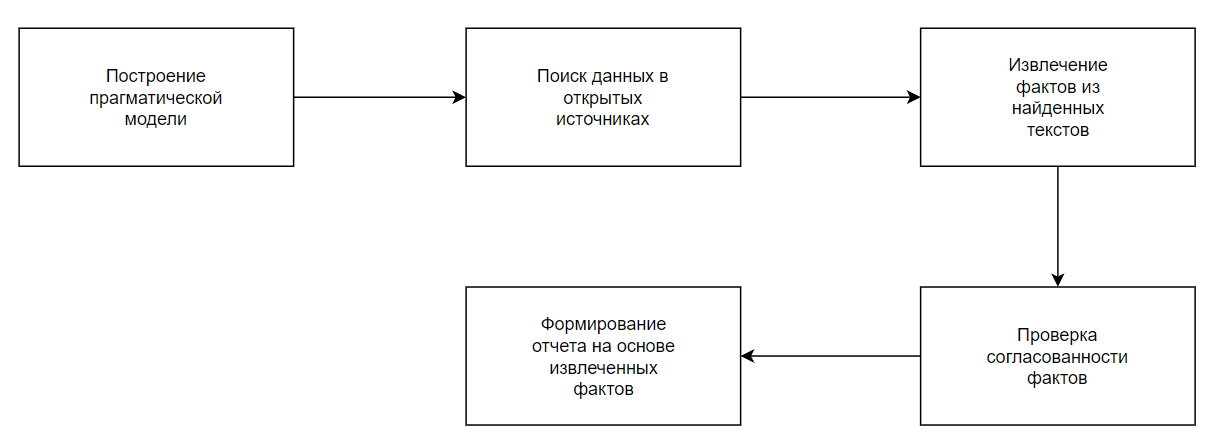 Построение
прагматической
модели
Поиск данных в
открытых
источниках
Извлечение
фактов из
найденных
текстов
Проверка
согласованности
фактов
Формирование
отчета на основе
извлеченных
фактов